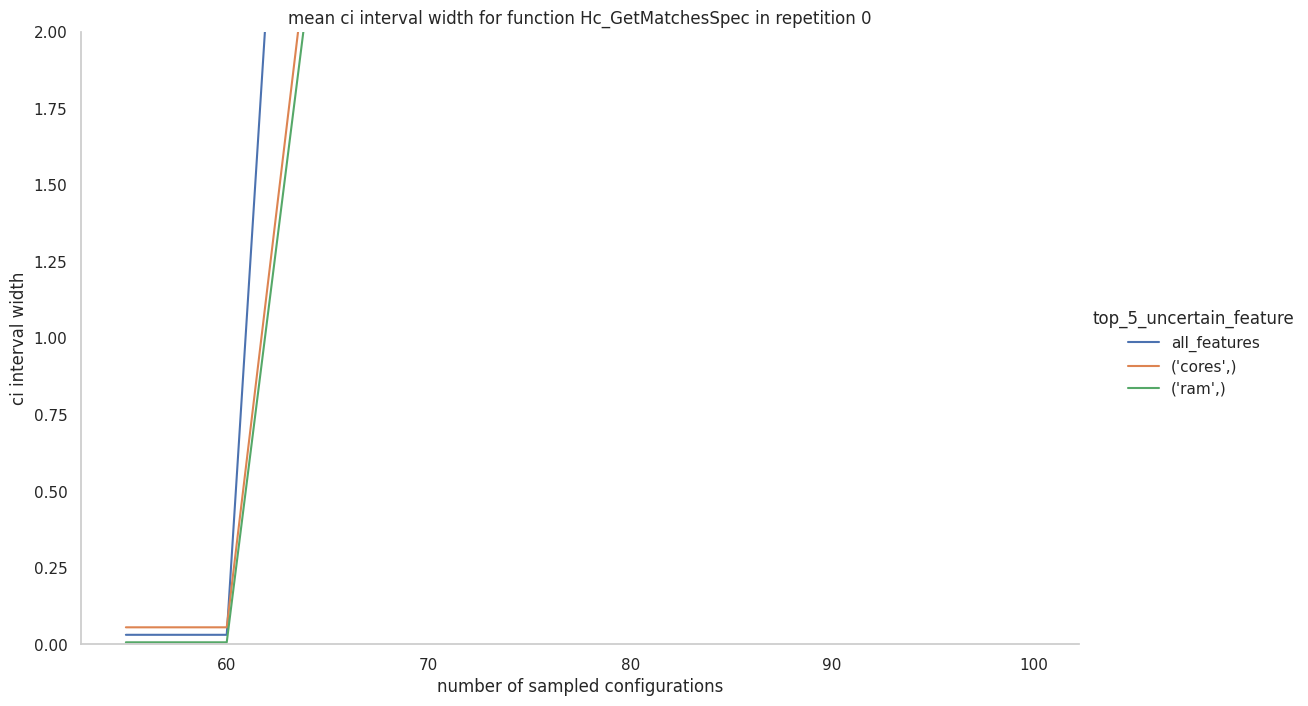 mean ci interval width for function Hc_GetMatchesSpec in repetition 0
2.00
1.75
1.50
1.25
1.00
0.75
0.50
0.25
0.00
ci interval width
60
70
80
90
100
number of sampled configurations
top_5_uncertain_feature
all_features
('cores',)
('ram',)